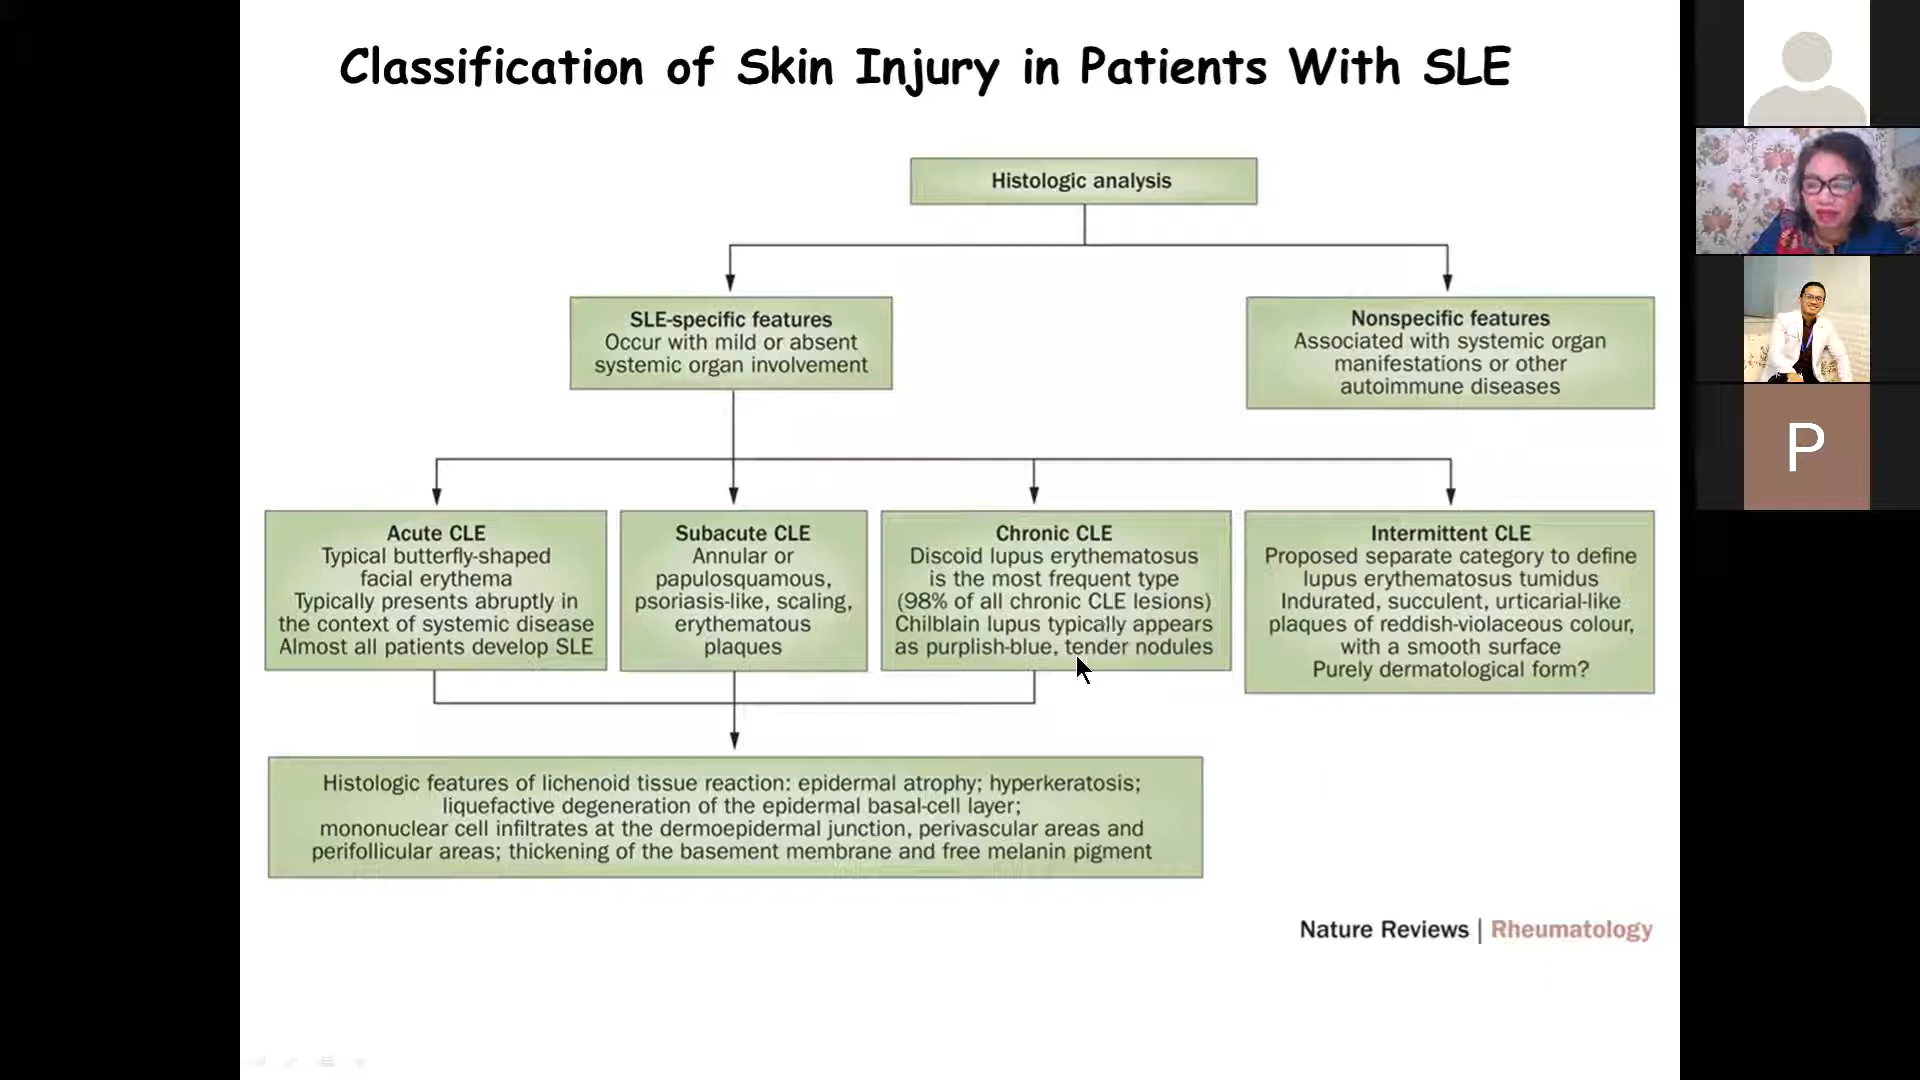 Classification of Skin Injury in Patients With SLE
Histologic analysis
SLE-specific features
Occur with mild or absent
systemic organ involvement
Nonspecific features
Associated with systemic organ
manifestations or other
autoimmune diseases
Acute CLE
Typical butterfly-shaped
facial erythema
Typically presents abruptly in
the context of systemic disease
Almost all patients develop SLE
Subacute CLE
Annular or
papulosquamous,
psoriasis-like, scaling,
erythematous
plaques
Chronic CLE
Discoid lupus erythematosus
is the most frequent type
(98% of all chronic CLE lesions)
Chilblain lupus typically appears
as purplish-blue, tender nodules
Intermittent CLE
Proposed separate category to define
lupus erythematosus tumidus
Indurated, succulent, urticarial-like
plaques of reddish-violaceous colour,
with a smooth surface
Purely dermatological form?
Histologic features of lichenoid tissue reaction: epidermal atrophy; hyperkeratosis;
liquefactive degeneration of the epidermal basal-cell layer;
mononuclear cell infiltrates at the dermoepidermal junction, perivascular areas and
perifollicular areas; thickening of the basement membrane and free melanin pigment
Nature Reviews | Rheumatology
P